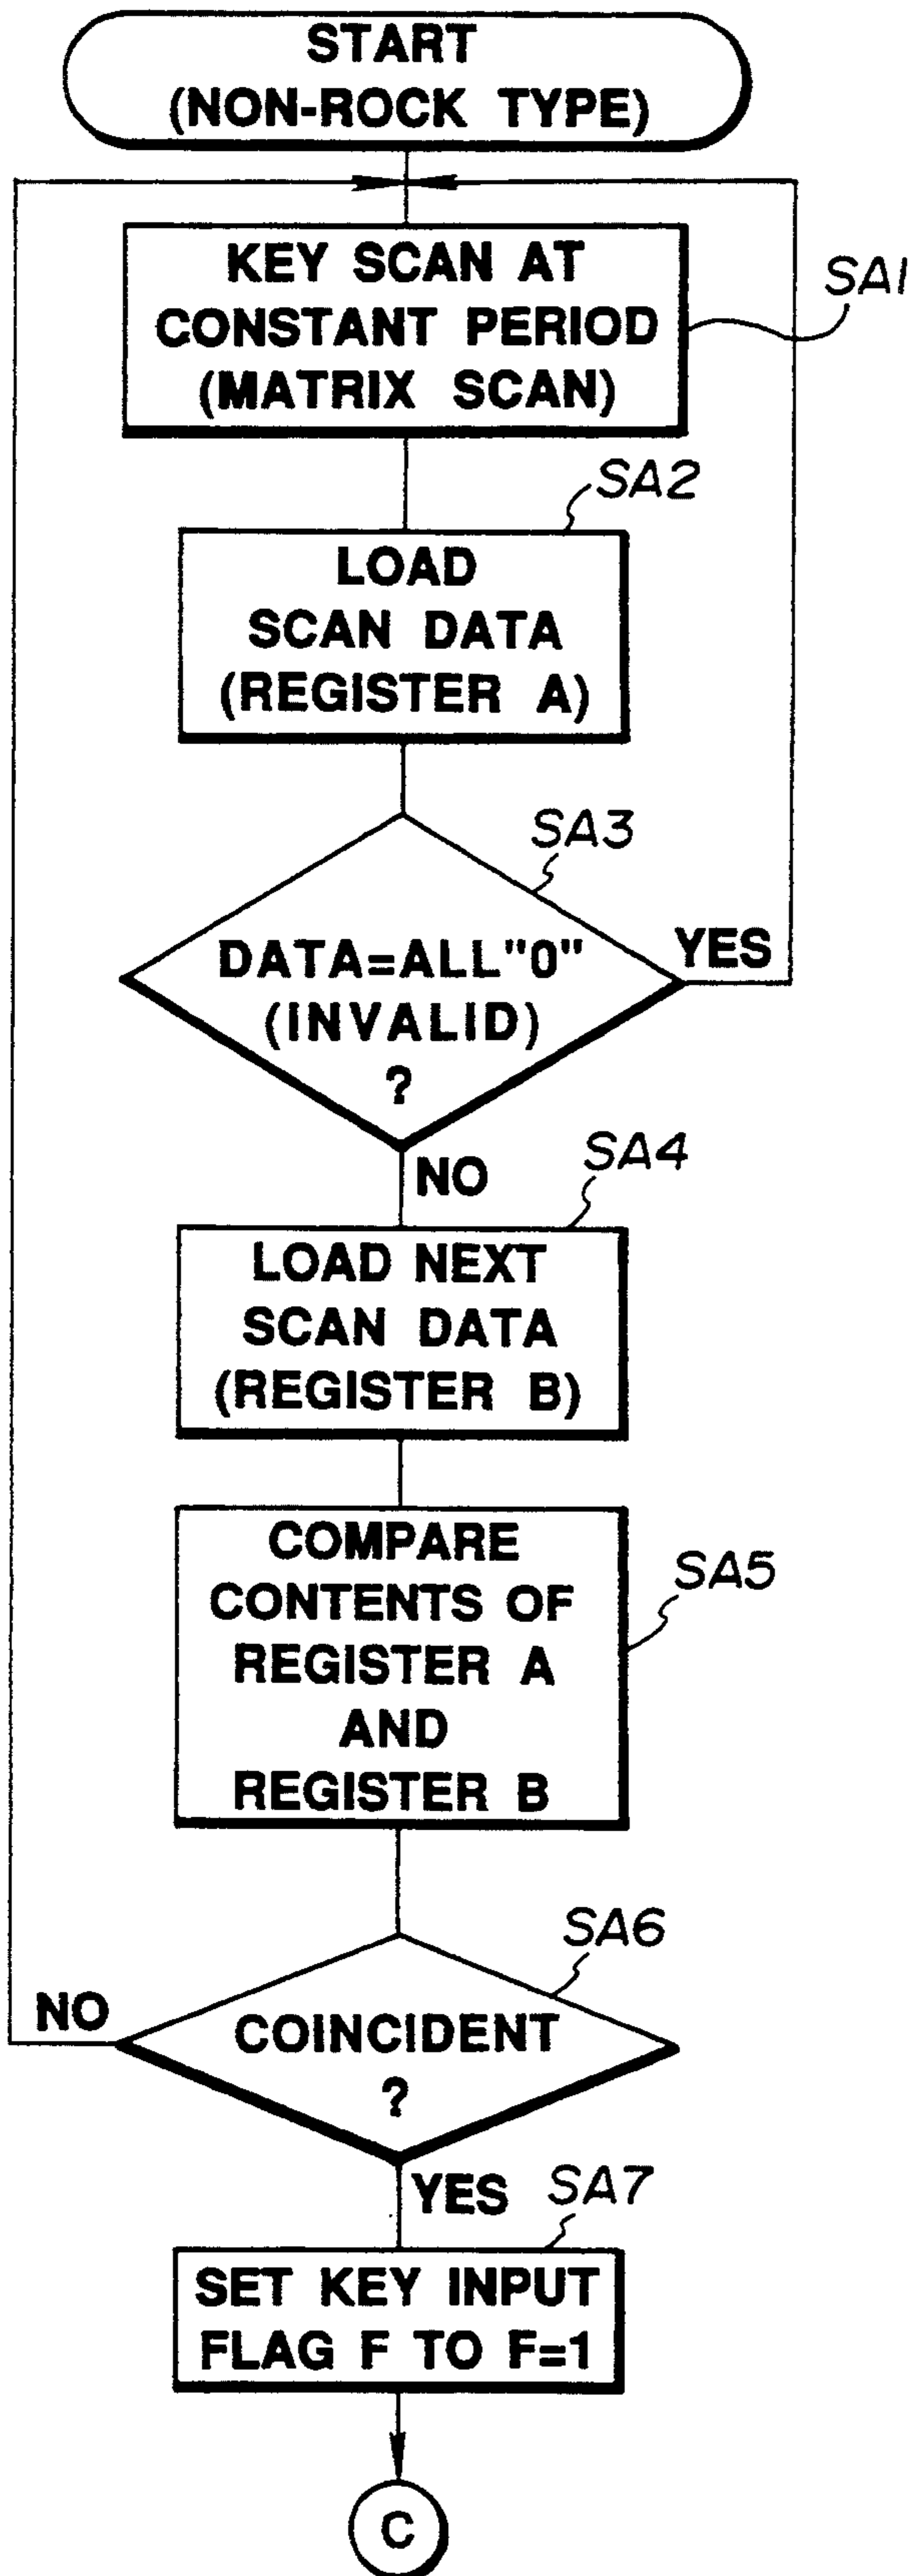 START
(NON-ROCK TYPE)
KEY SCAN AT
CONSTANT PERIOD
(MATRIX SCAN)
SA1
SA2
LOAD
SCAN DATA
(REGISTER A)
SA3
DATA=ALL"0"
(INVALID)
?
YES
NO
SA4
LOAD NEXT
SCAN DATA
(REGISTER B)
COMPARE
CONTENTS OF
REGISTER A
AND
REGISTER B
SA5
SA6
COINCIDENT
?
NO
YES
SA7
SET KEY INPUT
FLAG F TO F=1
C